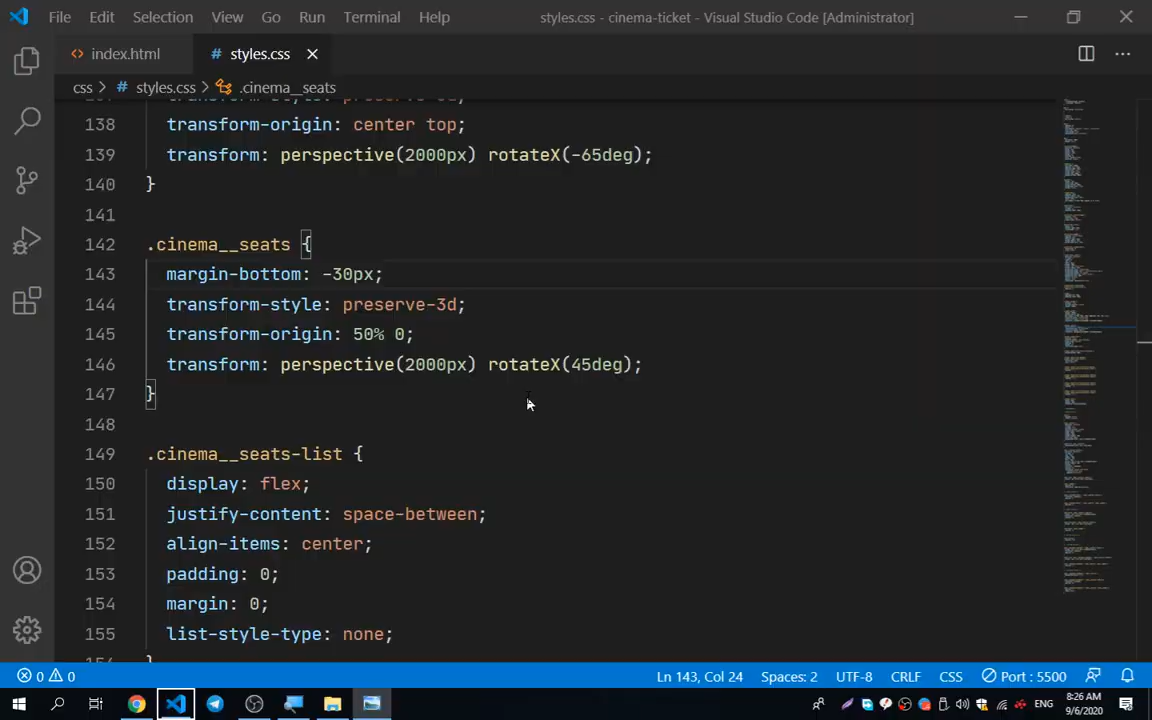 File Edit Selection View Go Run Terminal Help styles.css - cinema-ticket - Visual Studio Code [Administrator]
<> index.html # styles.css ×
css > # styles.css > .cinema__seats
138 transform-origin: center top;
139 transform: perspective(2000px) rotateX(-65deg);
140 }
141
142 .cinema__seats {
143 margin-bottom: -30px;
144 transform-style: preserve-3d;
145 transform-origin: 50% 0;
146 transform: perspective(2000px) rotateX(45deg);
147 }
148
149 .cinema__seats-list {
150 display: flex;
151 justify-content: space-between;
152 align-items: center;
153 padding: 0;
154 margin: 0;
155 list-style-type: none;
0 0 Ln 143, Col 24 Spaces: 2 UTF-8 CRLF CSS Port : 5500
ENG 8:26 AM
9/6/2020